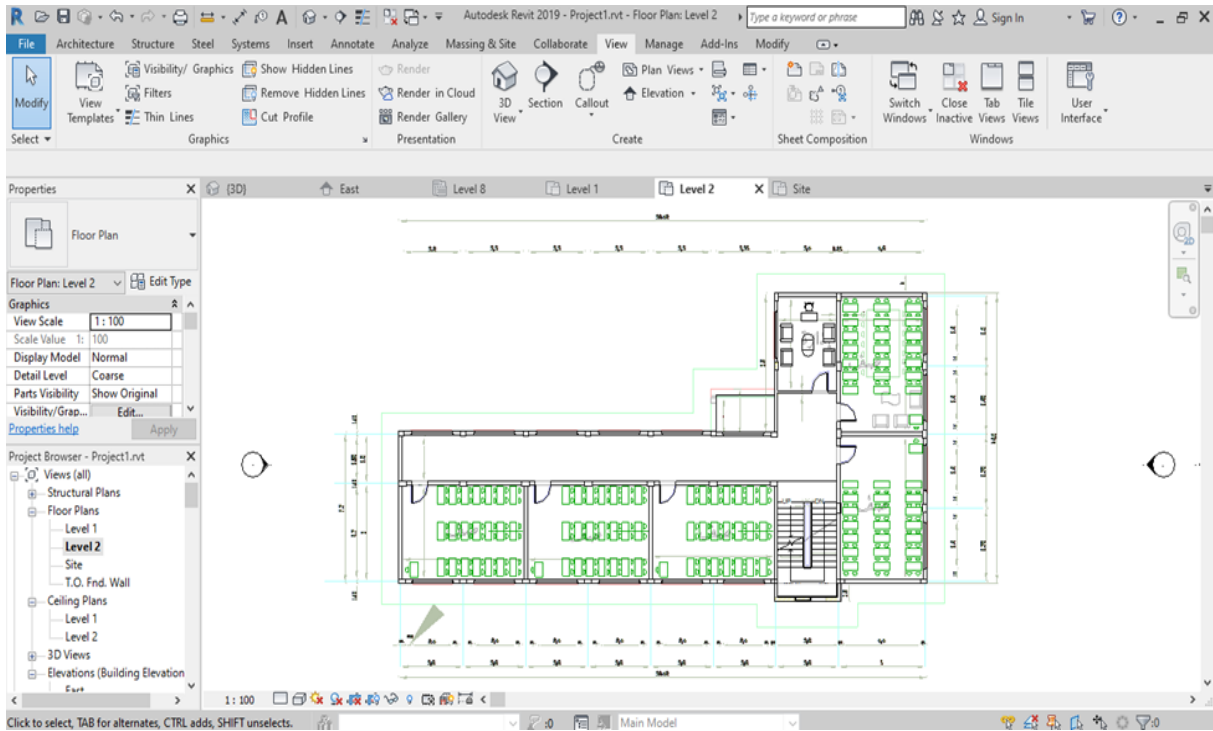 Autodesk Revit 2019 - Project1.rvt - Floor Plan: Level 2
Type a keyword or phrase
Sign In
File Architecture Structure Steel Systems Insert Annotate Analyze Massing & Site Collaborate View Manage Add-Ins Modify
Modify
Select
View Templates
Visibility/ Graphics
Filters
Thin Lines
Show Hidden Lines
Remove Hidden Lines
Cut Profile
Graphics
Render
Render in Cloud
Render Gallery
Presentation
3D View
Section
Callout
Plan Views
Elevation
Create
Sheet Composition
Switch Windows
Close Inactive
Tab Views
Tile Views
Windows
User Interface
Properties X
{3D} East Level 8 Level 1 Level 2 X Site
Floor Plan
Floor Plan: Level 2 Edit Type
Graphics
View Scale 1 : 100
Scale Value 1: 100
Display Model Normal
Detail Level Coarse
Parts Visibility Show Original
Visibility/Grap... Edit...
Properties help Apply
Project Browser - Project1.rvt X
Views (all)
Structural Plans
Floor Plans
Level 1
Level 2
Site
T.O. Fnd. Wall
Ceiling Plans
Level 1
Level 2
3D Views
Elevations (Building Elevation
East
2D
UP
1 : 100
Click to select, TAB for alternates, CTRL adds, SHIFT unselects.
:0
Main Model
:0